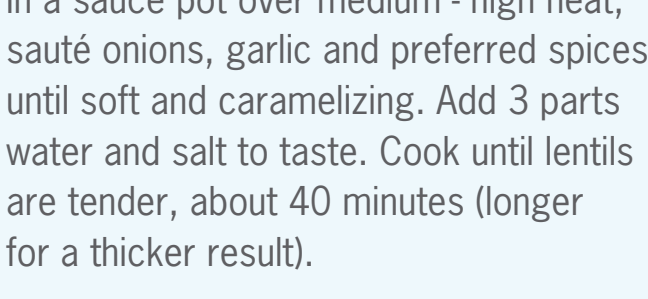 in a sauce pot over medium - high heat,
sauté onions, garlic and preferred spices
until soft and caramelizing. Add 3 parts
water and salt to taste. Cook until lentils
are tender, about 40 minutes (longer
for a thicker result).